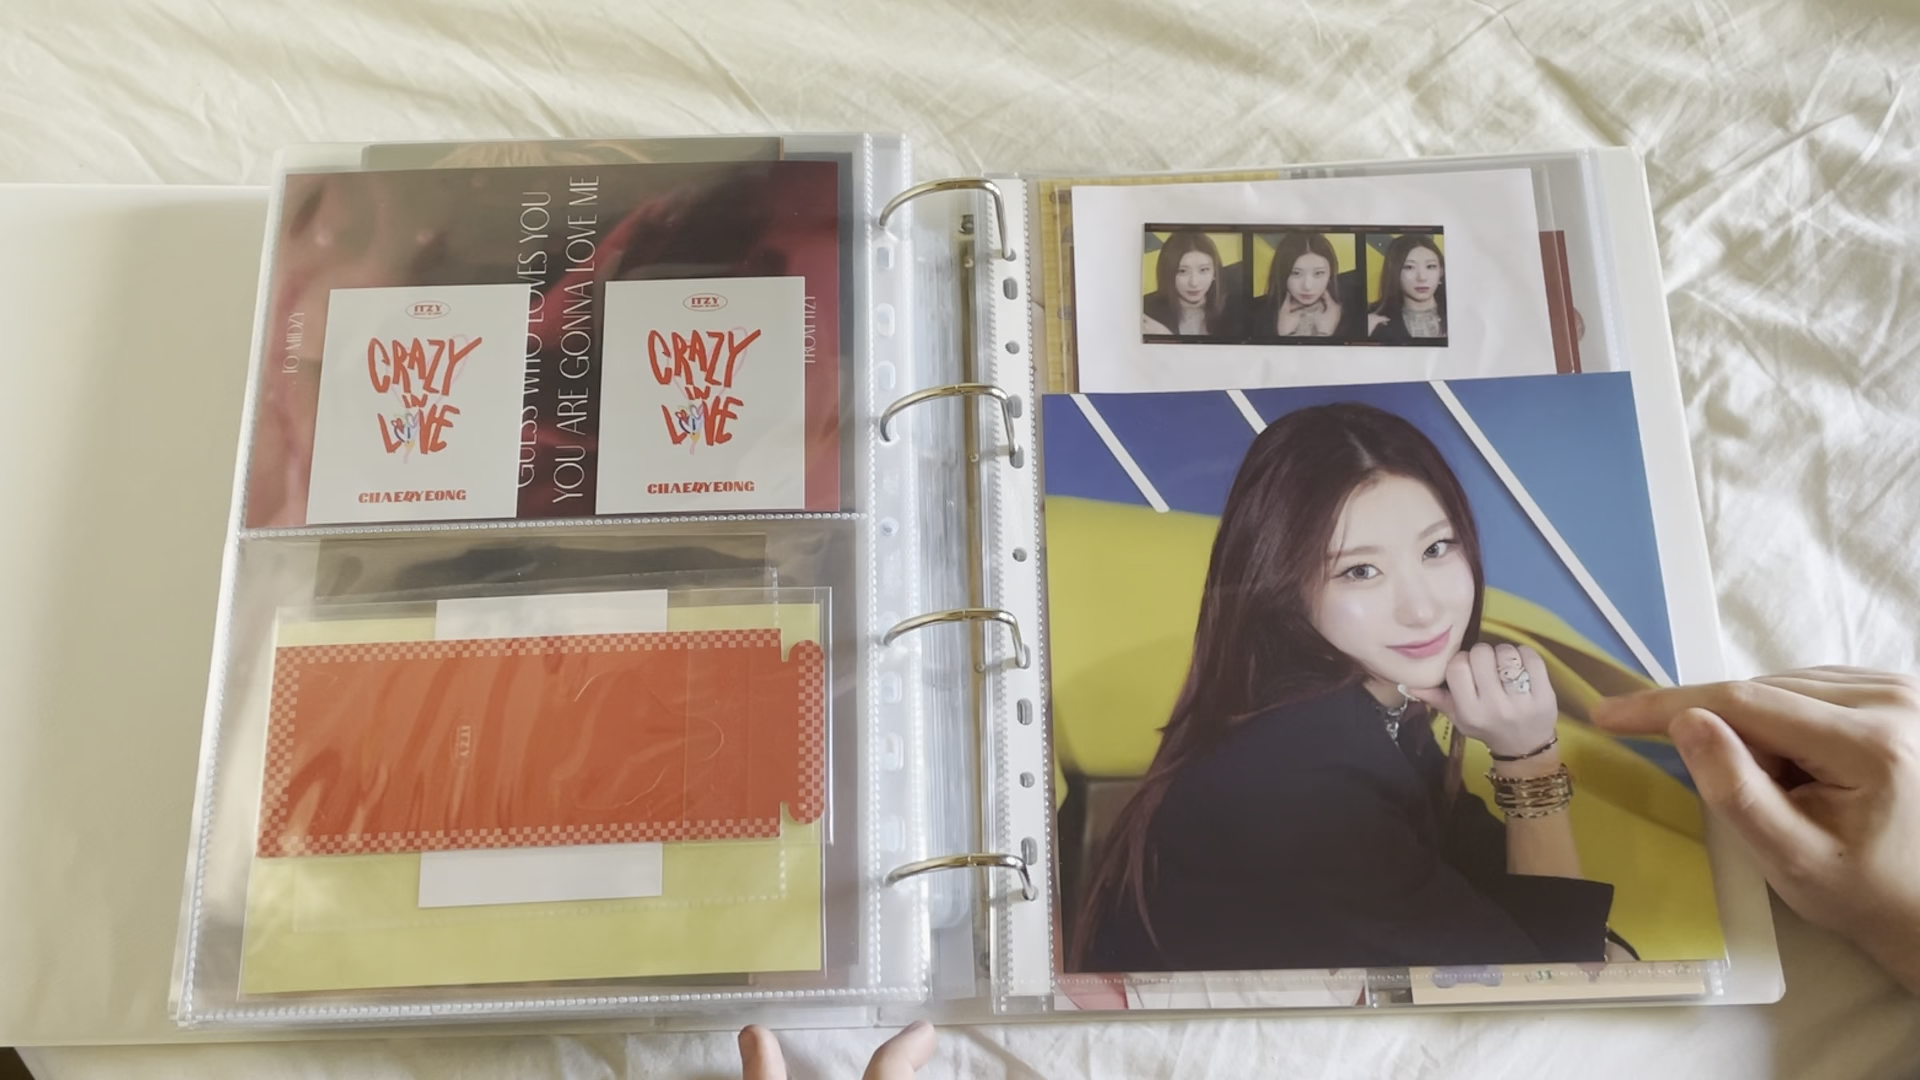 TO MIDZY
GUESS WHO LOVES YOU
YOU ARE GONNA LOVE ME
FROM ITZY
ITZY
CRAZY
IN
LOVE
CHAERYEONG
ITZY
CRAZY
IN
LOVE
CHAERYEONG
ITZY